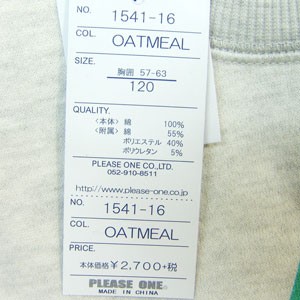 NO. 1541-16
COL. OATMEAL
SIZE.
胸囲 57-63
120
QUALITY.
<本体> 綿 100%
<附属> 綿 55%
ポリエステル 40%
ポリウレタン 5%
PLEASE ONE CO.,LTD.
052-910-8511
http://www.please-one.co.jp
NO. 1541-16
COL. OATMEAL
PRICE.
本体価格 ¥2,700+税
PLEASE ONE.
MADE IN CHINA